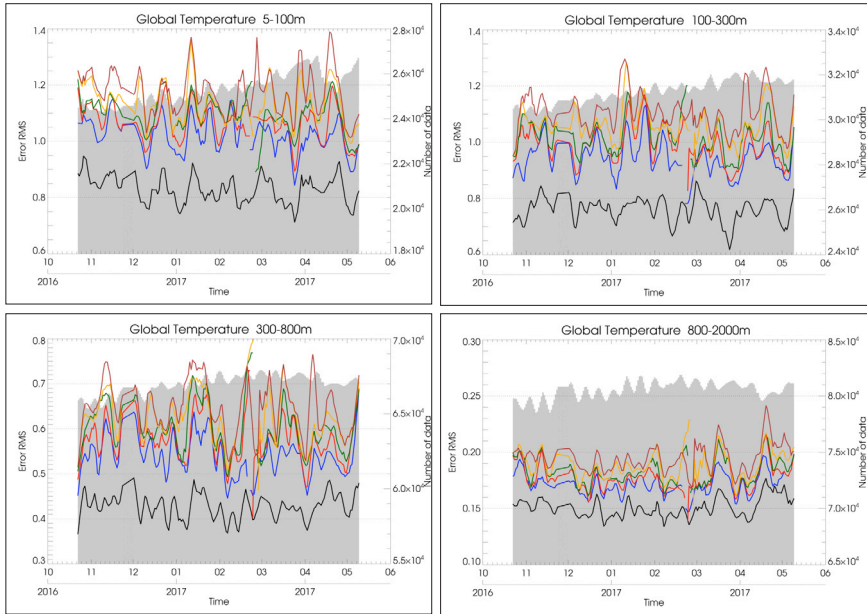 Global Temperature 5-100m
1.4
1.2
1.0
0.8
0.6
Error RMS
2.8×10⁴
2.6×10⁴
2.4×10⁴
2.2×10⁴
2.0×10⁴
1.8×10⁴
Number of data
10 11 12 01 02 03 04 05 06
2016 2017 2017
Time
Global Temperature 100-300m
1.4
1.2
1.0
0.8
0.6
Error RMS
3.4×10⁴
3.2×10⁴
3.0×10⁴
2.8×10⁴
2.6×10⁴
2.4×10⁴
Number of data
10 11 12 01 02 03 04 05 06
2016 2017 2017
Time
Global Temperature 300-800m
0.8
0.7
0.6
0.5
0.4
0.3
Error RMS
7.0×10⁴
6.5×10⁴
6.0×10⁴
5.5×10⁴
Number of data
10 11 12 01 02 03 04 05 06
2016 2017 2017
Time
Global Temperature 800-2000m
0.30
0.25
0.20
0.15
0.10
Error RMS
8.5×10⁴
8.0×10⁴
7.5×10⁴
7.0×10⁴
6.5×10⁴
Number of data
10 11 12 01 02 03 04 05 06
2016 2017 2017
Time